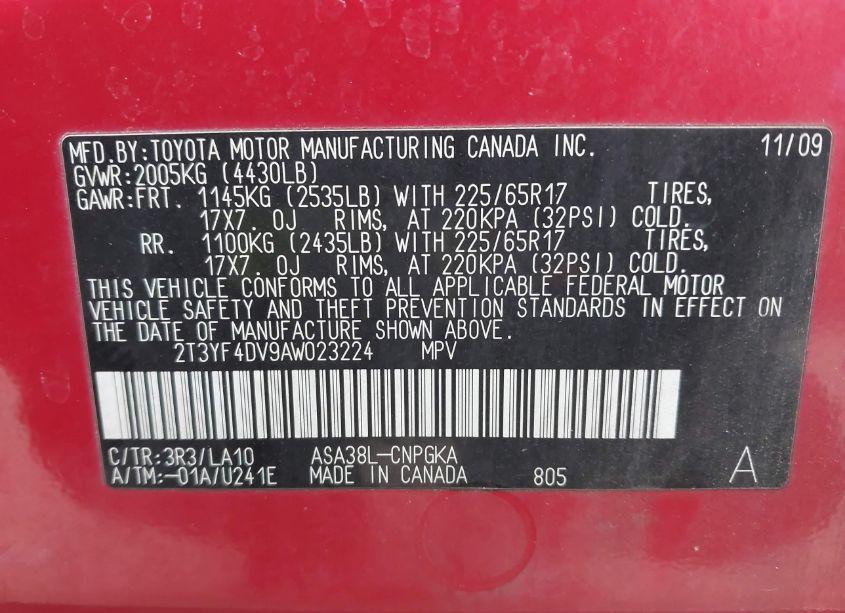 MFD.BY:TOYOTA MOTOR MANUFACTURING CANADA INC. 11/09
GVWR:2005KG (4430LB)
GAWR:FRT. 1145KG (2535LB) WITH 225/65R17 TIRES,
17X7. 0J RIMS, AT 220KPA (32PSI) COLD.
RR. 1100KG (2435LB) WITH 225/65R17 TIRES,
17X7. 0J RIMS, AT 220KPA (32PSI) COLD.
THIS VEHICLE CONFORMS TO ALL APPLICABLE FEDERAL MOTOR
VEHICLE SAFETY AND THEFT PREVENTION STANDARDS IN EFFECT ON
THE DATE OF MANUFACTURE SHOWN ABOVE.
2T3YF4DV9AW023224 MPV
C/TR:3R3/LA10 ASA38L-CNPGKA
A/TM:-01A/U241E MADE IN CANADA 805 A